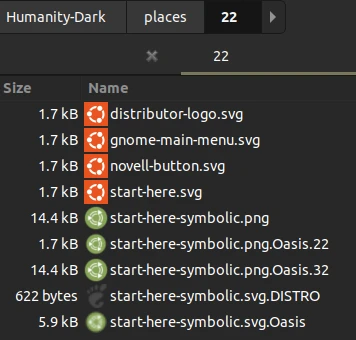 Humanity-Dark places 22
22
Size Name
1.7 kB distributor-logo.svg
1.7 kB gnome-main-menu.svg
1.7 kB novell-button.svg
1.7 kB start-here.svg
14.4 kB start-here-symbolic.png
1.7 kB start-here-symbolic.png.Oasis.22
14.4 kB start-here-symbolic.png.Oasis.32
622 bytes start-here-symbolic.svg.DISTRO
5.9 kB start-here-symbolic.svg.Oasis